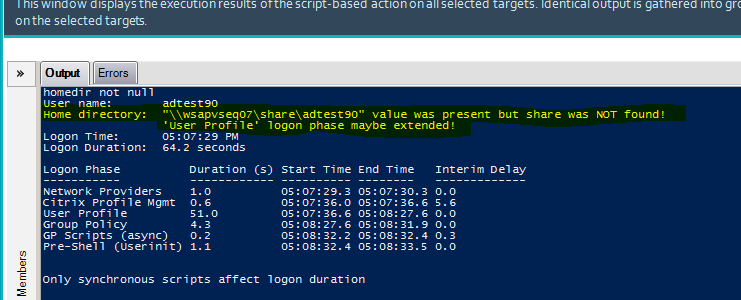 This window displays the execution results of the script-based action on all selected targets. Identical output is gathered into gro
on the selected targets.
»
Output
Errors
homedir not null
User name: adtest90
Home directory: "\\wsapvseq07\share\adtest90" value was present but share was NOT found!
'User Profile' logon phase maybe extended!
Logon Time: 05:07:29 PM
Logon Duration: 64.2 seconds
Logon Phase Duration (s) Start Time End Time Interim Delay
----------- ------------ ---------- -------- -------------
Network Providers 1.0 05:07:29.3 05:07:30.3 0.0
Citrix Profile Mgmt 0.6 05:07:36.0 05:07:36.6 5.6
User Profile 51.0 05:07:36.6 05:08:27.6 0.0
Group Policy 4.3 05:08:27.6 05:08:31.9 0.0
GP Scripts (async) 0.2 05:08:32.2 05:08:32.4 0.3
Pre-Shell (Userinit) 1.1 05:08:32.4 05:08:33.5 0.0
Only synchronous scripts affect logon duration
Members